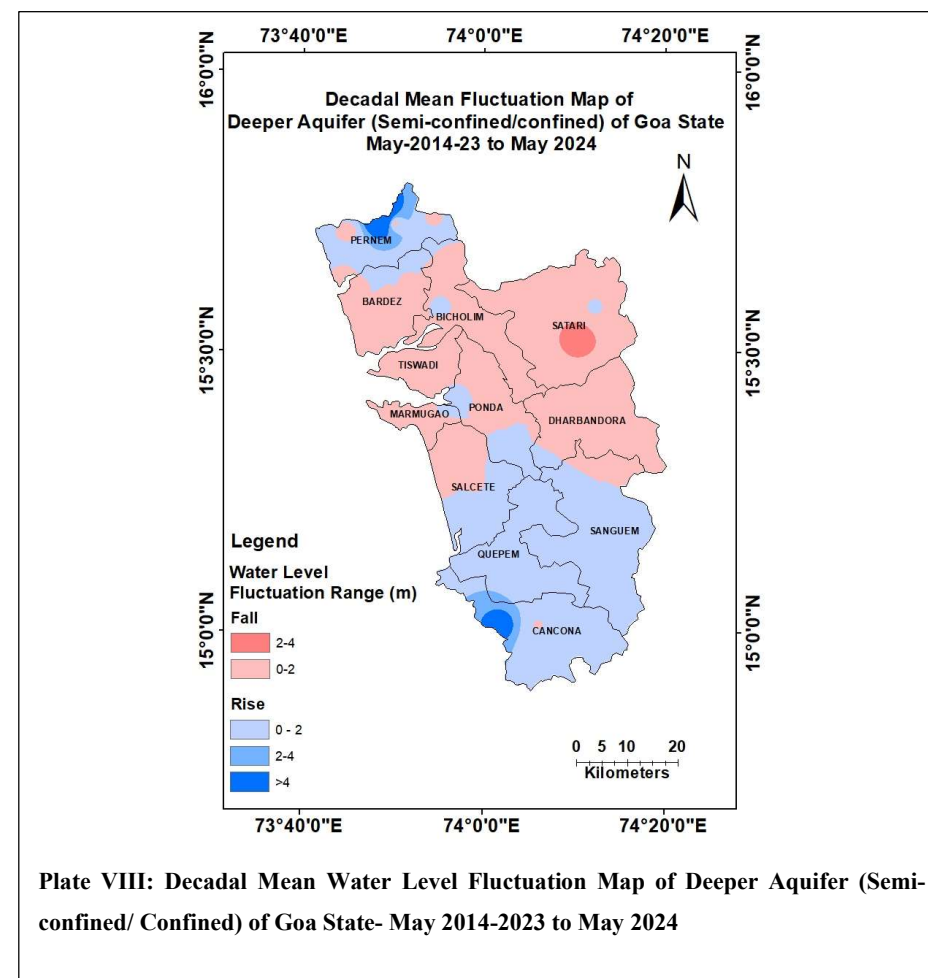 73°40'0"E 74°0'0"E 74°20'0"E
16°0'0"N 16°0'0"N
Decadal Mean Fluctuation Map of
Deeper Aquifer (Semi-confined/confined) of Goa State
May-2014-23 to May 2024
N
PERNEM
BARDEZ
BICHOLIM
SATARI
15°30'0"N 15°30'0"N
TISWADI
PONDA
MARMUGAO
DHARBANDORA
SALCETE
SANGUEM
QUEPEM
CANCONA
15°0'0"N 15°0'0"N
Legend
Water Level
Fluctuation Range (m)
Fall
2-4
0-2
Rise
0 - 2
2-4
>4
0 5 10 20
Kilometers
73°40'0"E 74°0'0"E 74°20'0"E
Plate VIII: Decadal Mean Water Level Fluctuation Map of Deeper Aquifer (Semi-
confined/ Confined) of Goa State- May 2014-2023 to May 2024